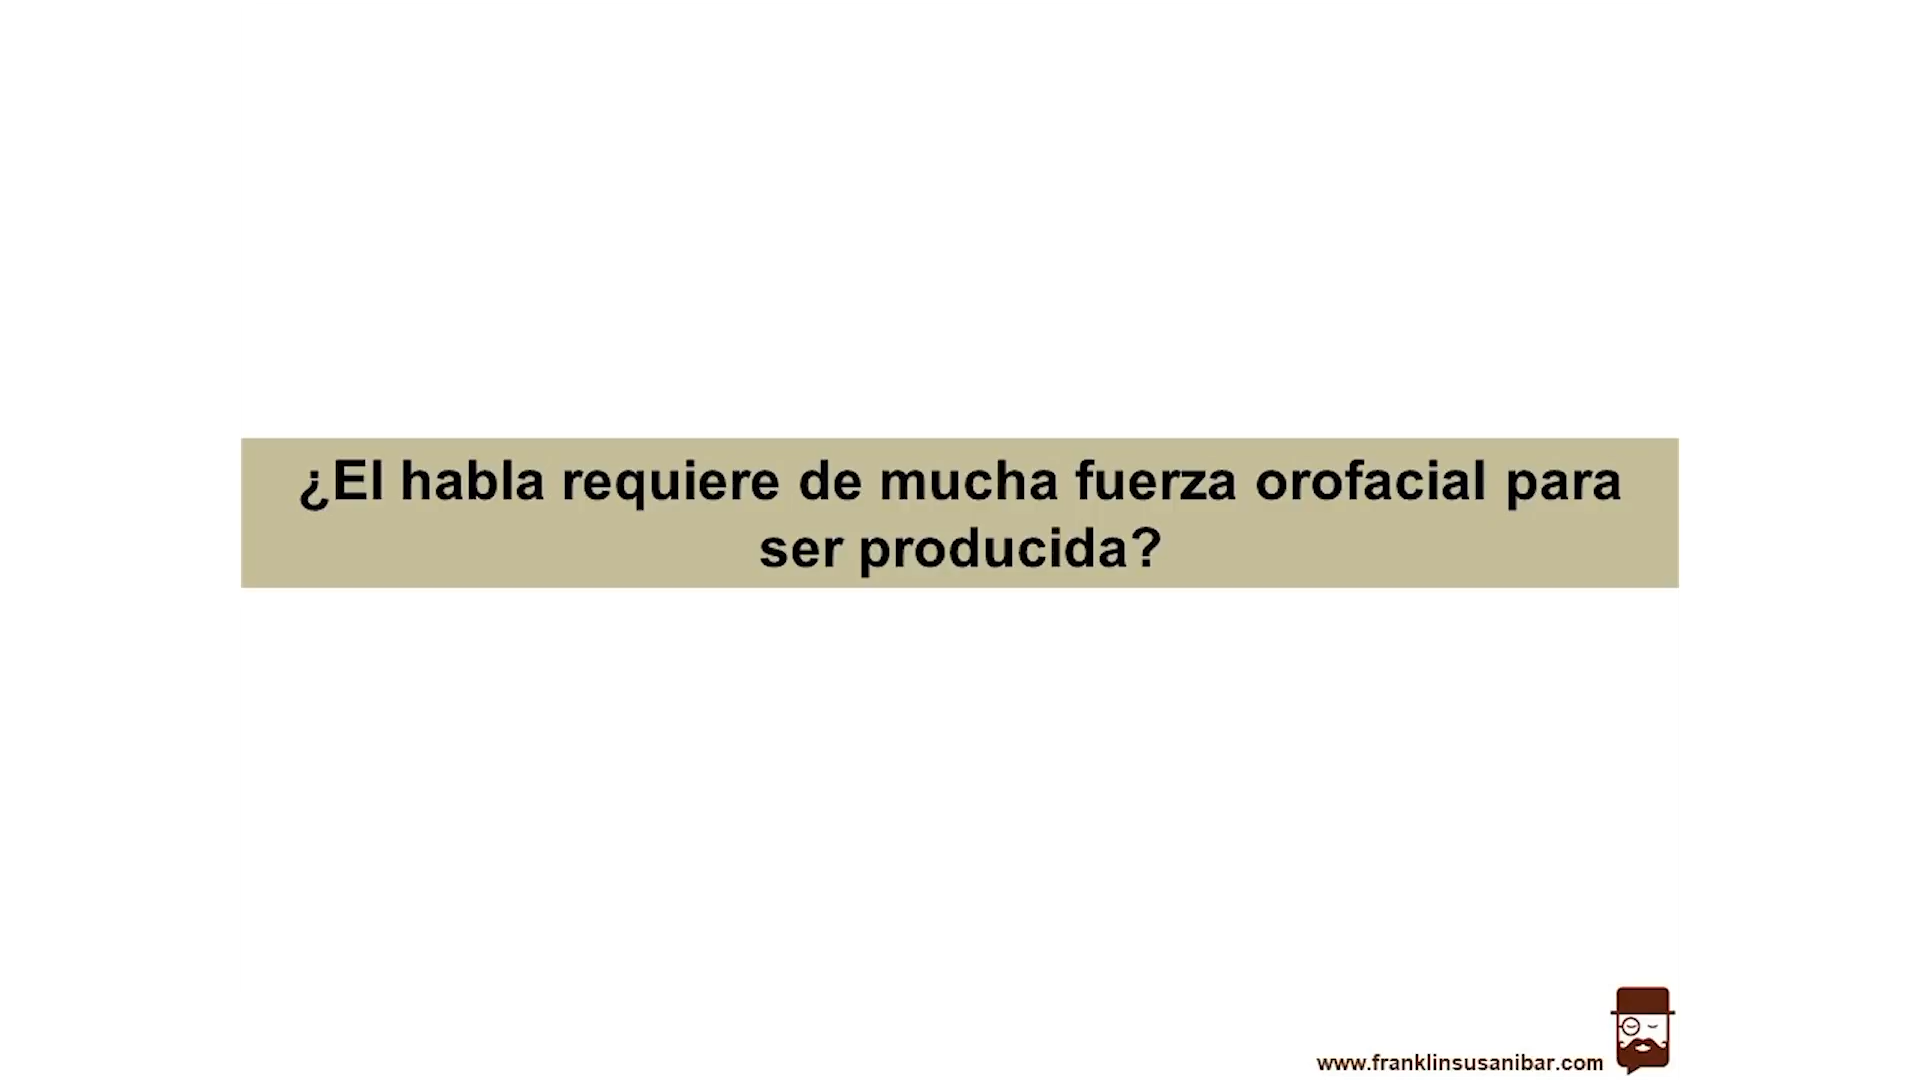 ¿El habla requiere de mucha fuerza orofacial para
ser producida?
www.franklinsusanibar.com